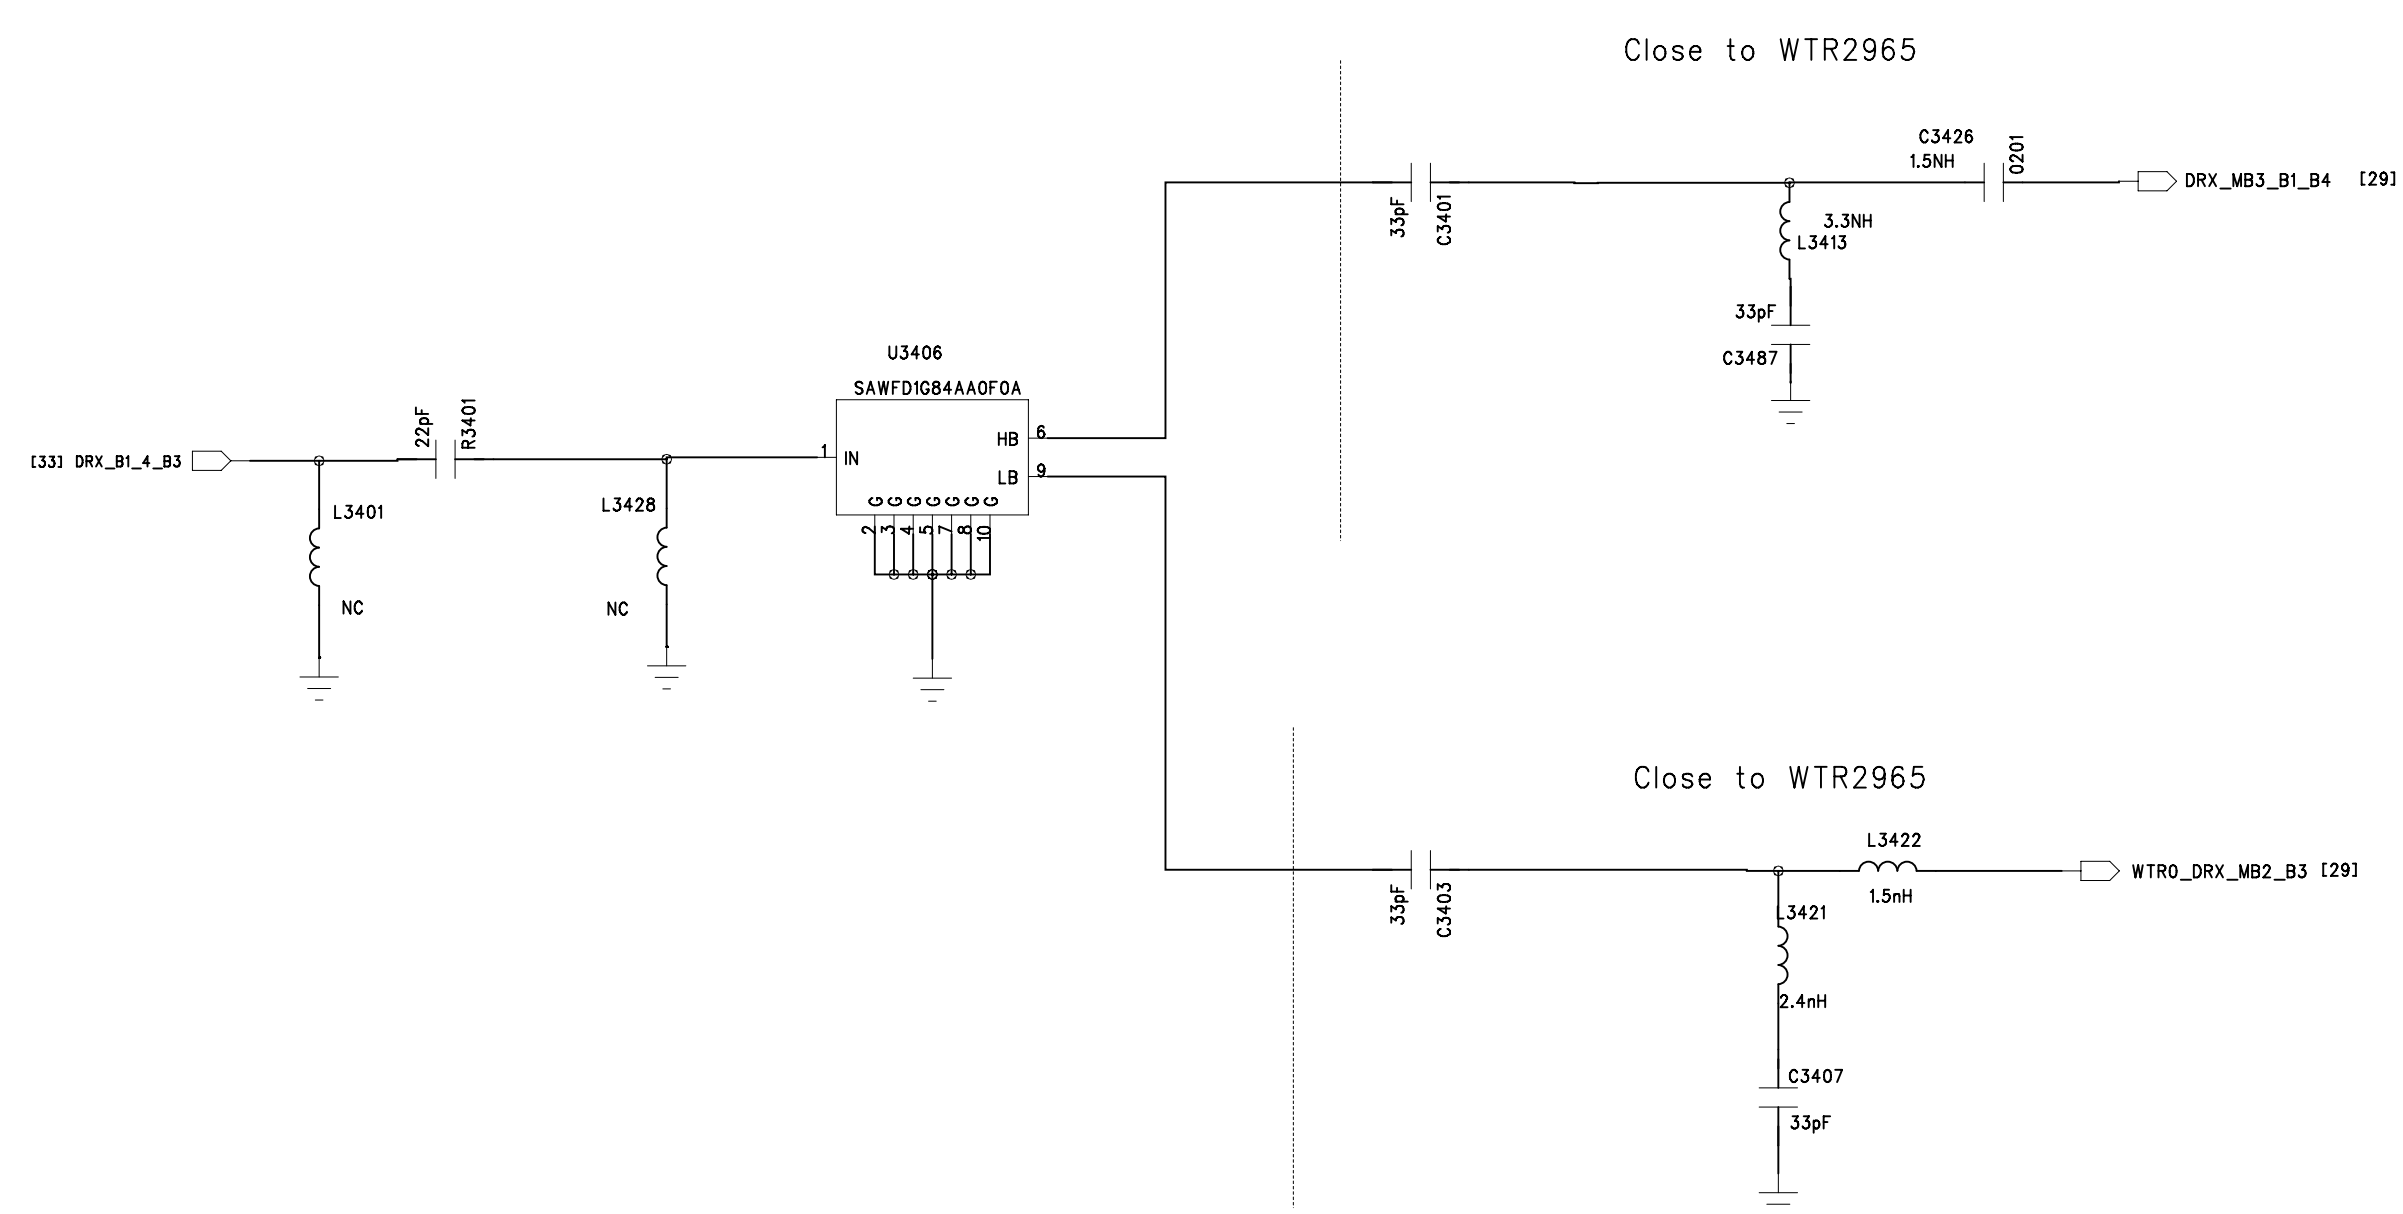 Close to WTR2965
C3426
1.5NH
0201
DRX_MB3_B1_B4 [29]
33pF
C3401
3.3NH
L3413
33pF
C3487
U3406
SAWFD1G84AA0F0A
22pF
R3401
[33] DRX_B1_4_B3
1
IN
HB
6
LB
9
G G G G G G G
2 3 4 5 7 8 10
L3401
NC
L3428
NC
Close to WTR2965
L3422
1.5nH
WTR0_DRX_MB2_B3 [29]
33pF
C3403
L3421
2.4nH
C3407
33pF